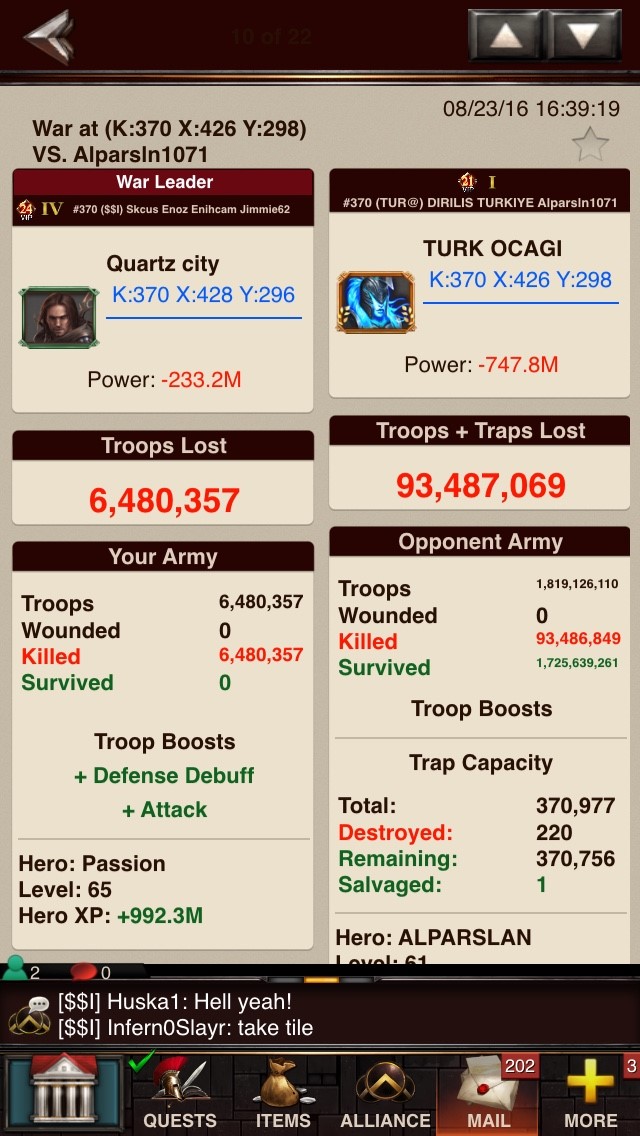 10 of 22
08/23/16 16:39:19
War at (K:370 X:426 Y:298)
VS. AlparsIn1071
War Leader
24 VIP IV #370 ($$I) Skcus Enoz Enihcam Jimmie62
Quartz city
K:370 X:428 Y:296
Power: -233.2M
21 VIP I
#370 (TUR@) DIRILIS TURKIYE AlparsIn1071
TURK OCAGI
K:370 X:426 Y:298
Power: -747.8M
Troops Lost
6,480,357
Troops + Traps Lost
93,487,069
Your Army
Troops 6,480,357
Wounded 0
Killed 6,480,357
Survived 0
Troop Boosts
+ Defense Debuff
+ Attack
Hero: Passion
Level: 65
Hero XP: +992.3M
Opponent Army
Troops 1,819,126,110
Wounded 0
Killed 93,486,849
Survived 1,725,639,261
Troop Boosts
Trap Capacity
Total: 370,977
Destroyed: 220
Remaining: 370,756
Salvaged: 1
Hero: ALPARSLAN
Level: 61
2 0
[$$I] Huska1: Hell yeah!
[$$I] Infern0Slayr: take tile
202 3
QUESTS ITEMS ALLIANCE MAIL MORE